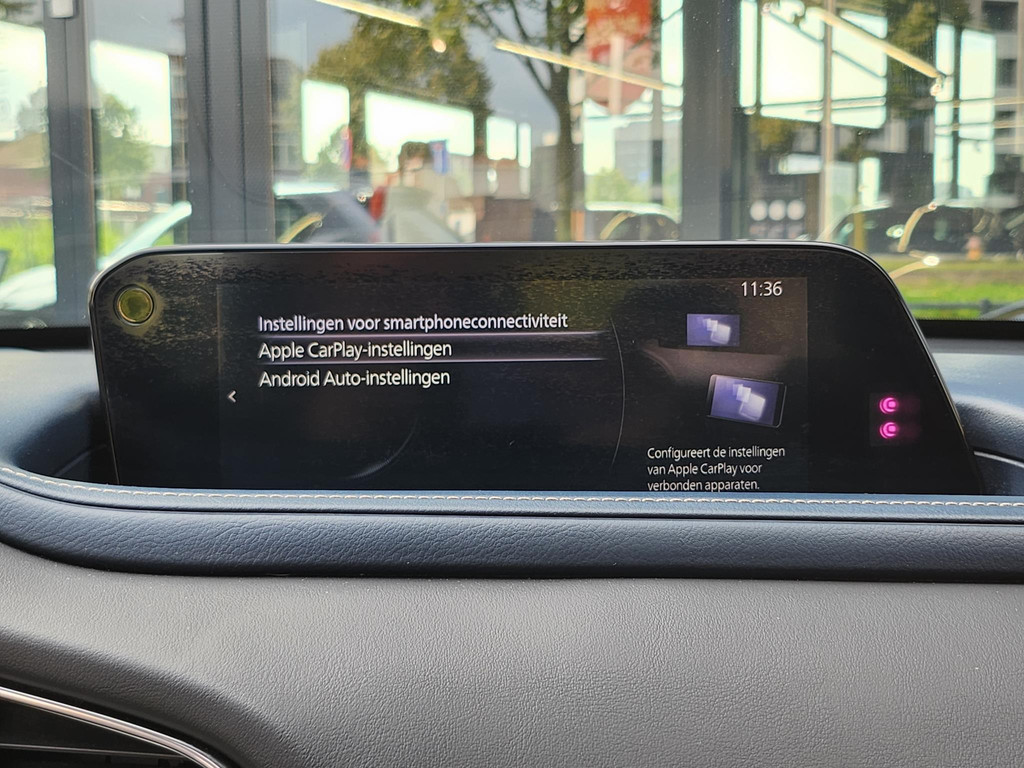 11:36
Instellingen voor smartphoneconnectiviteit
Apple CarPlay-instellingen
Android Auto-instellingen
Configureert de instellingen
van Apple CarPlay voor
verbonden apparaten.